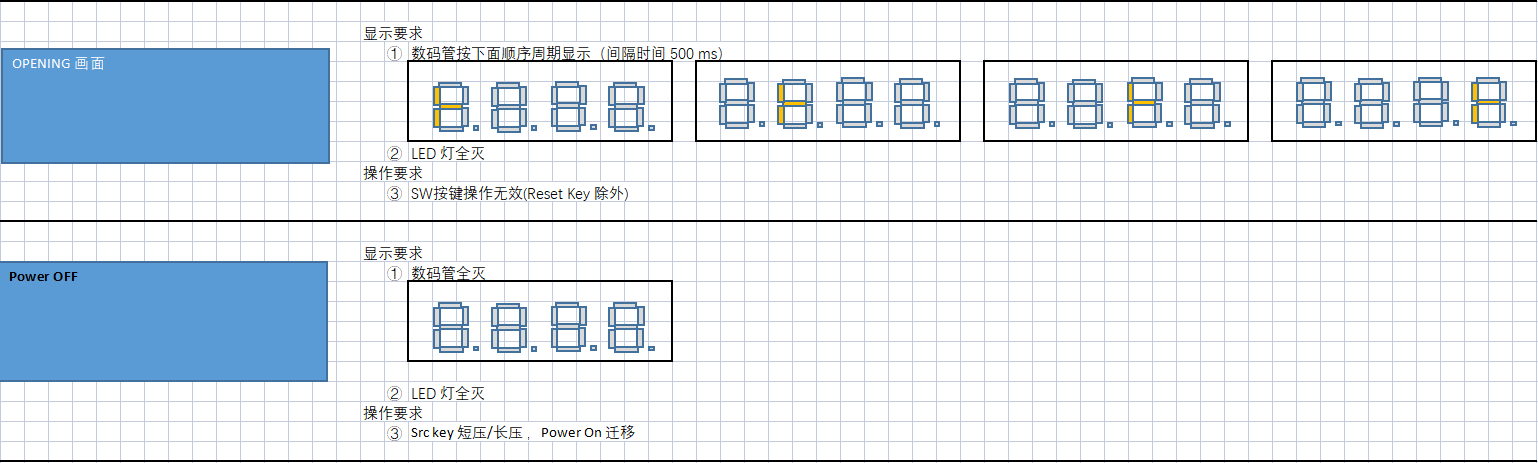 显示要求
① 数码管按下面顺序周期显示（间隔时间 500 ms）
OPENING 画面
② LED 灯全灭
操作要求
③ SW按键操作无效(Reset Key 除外)
显示要求
Power OFF
① 数码管全灭
② LED 灯全灭
操作要求
③ Src key 短压/长压 , Power On 迁移